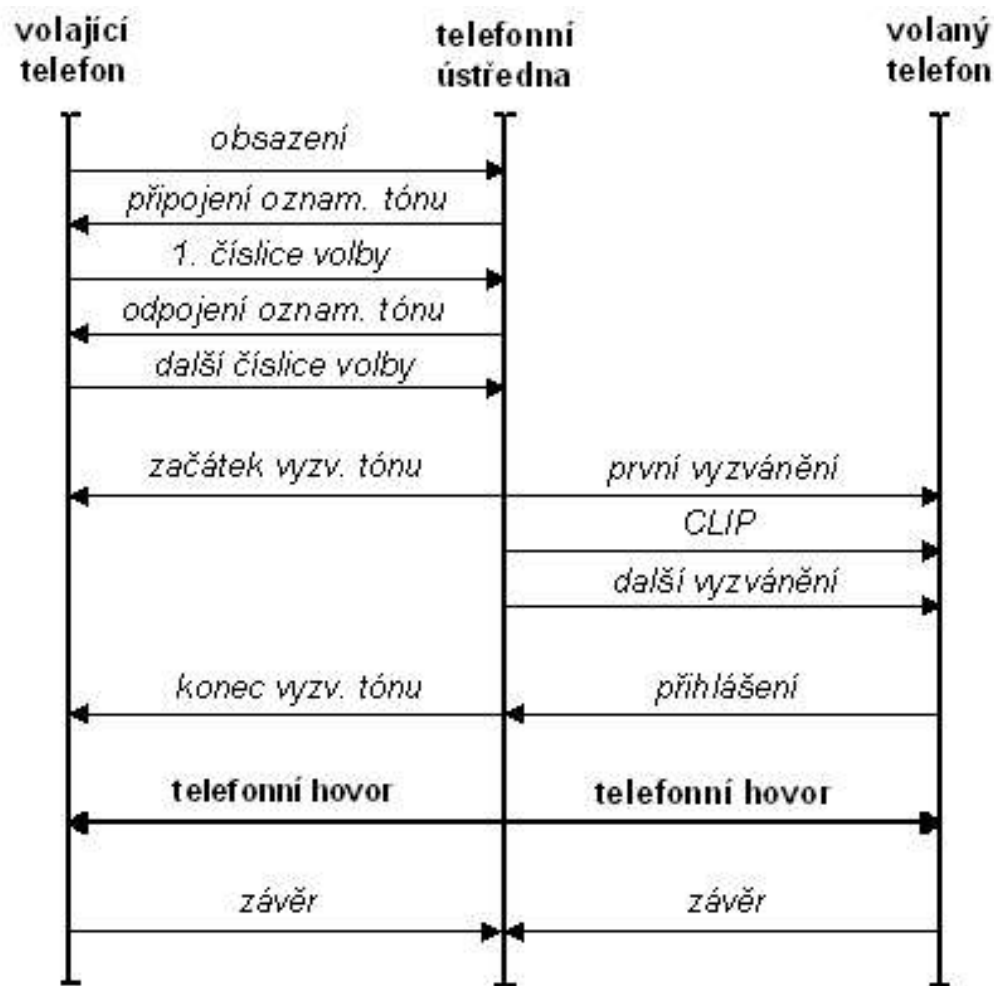 volající
telefon
telefonní
ústředna
volaný
telefon
obsazení
připojení oznam. tónu
1. číslice volby
odpojení oznam. tónu
další číslice volby
začátek vyzv. tónu
první vyzvánění
CLIP
další vyzvánění
konec vyzv. tónu
přihlášení
telefonní hovor
telefonní hovor
závěr
závěr